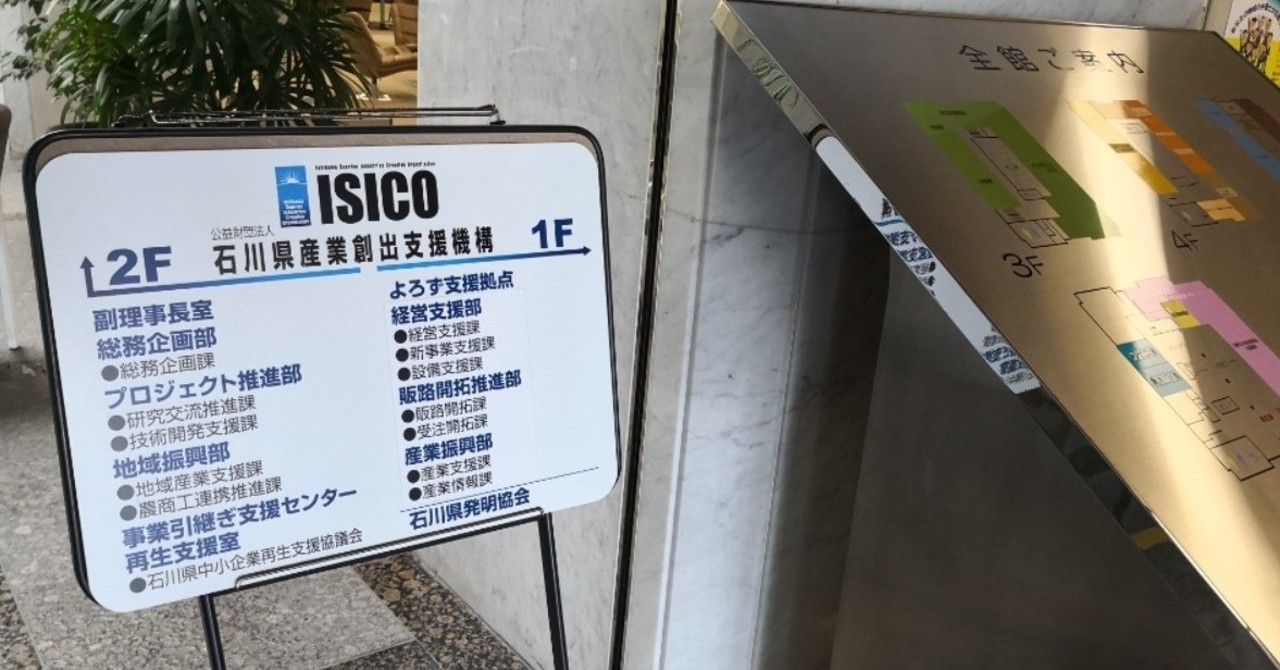 ISICO
公益財団法人
石川県産業創出支援機構
2F
副理事長室
総務企画部
●総務企画課
プロジェクト推進部
●研究交流推進課
●技術開発支援課
地域振興部
●地域産業支援課
●農商工連携推進課
事業引継ぎ支援センター
再生支援室
●石川県中小企業再生支援協議会
1F
よろず支援拠点
経営支援部
●経営支援課
●新事業支援課
●設備支援課
販路開拓推進部
●販路開拓課
●受注開拓課
産業振興部
●産業支援課
●産業情報課
石川県発明協会
全館ご案内
3F
4F